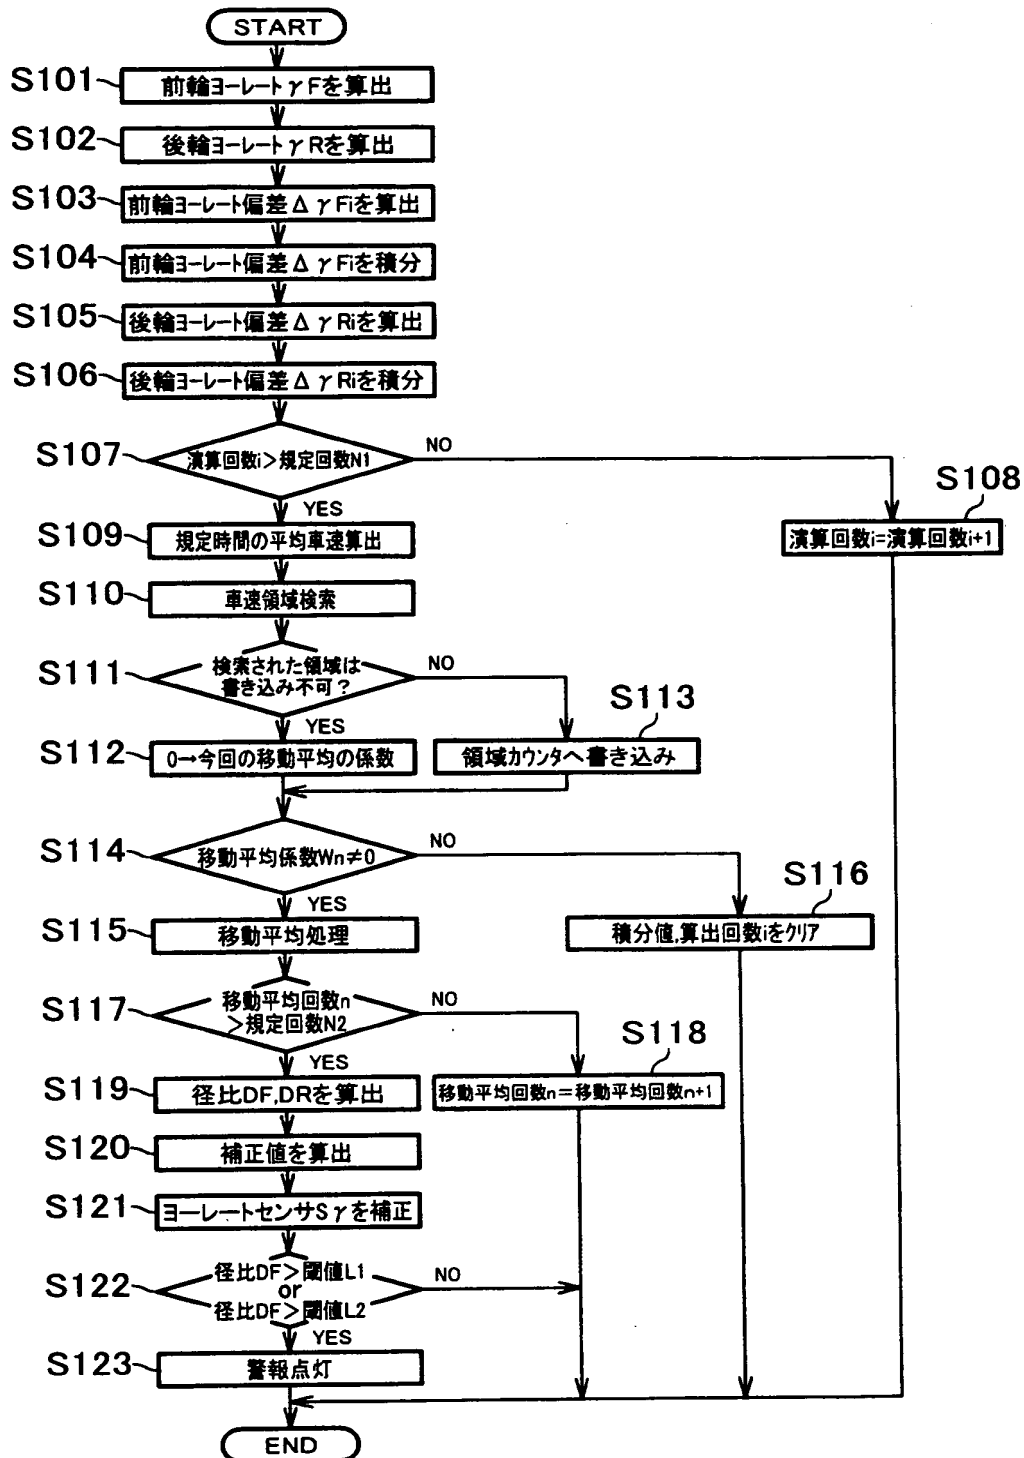 START
S101
前輪ヨーレートγFを算出
S102
後輪ヨーレートγRを算出
S103
前輪ヨーレート偏差ΔγFiを算出
S104
前輪ヨーレート偏差ΔγFiを積分
S105
後輪ヨーレート偏差ΔγRiを算出
S106
後輪ヨーレート偏差ΔγRiを積分
S107
演算回数i>規定回数N1
NO
YES
S108
演算回数i=演算回数i+1
S109
規定時間の平均車速算出
S110
車速領域検索
S111
検索された領域は
書き込み不可?
NO
YES
S112
0→今回の移動平均の係数
S113
領域カウンタへ書き込み
S114
移動平均係数Wn≠0
NO
YES
S115
移動平均処理
S116
積分値,算出回数iをクリア
S117
移動平均回数n
>規定回数N2
NO
YES
S118
移動平均回数n=移動平均回数n+1
S119
径比DF,DRを算出
S120
補正値を算出
S121
ヨーレートセンサSγを補正
S122
径比DF>閾値L1
or
径比DF>閾値L2
NO
YES
S123
警報点灯
END